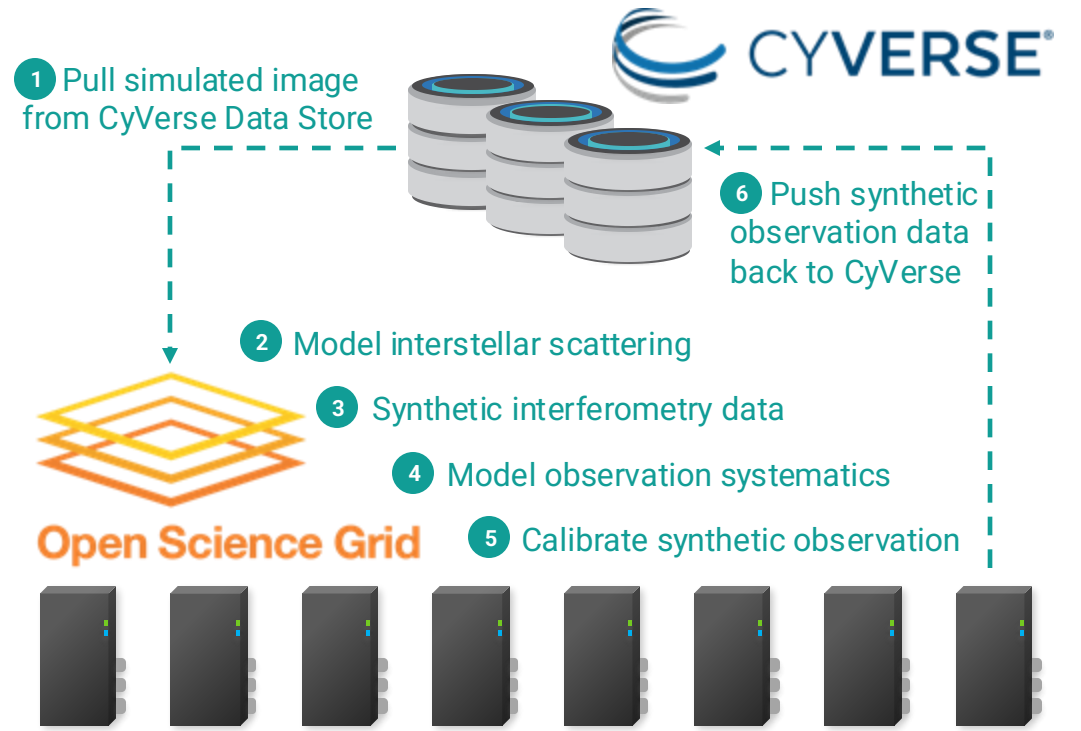 CYVERSE®
1 Pull simulated image
from CyVerse Data Store
6 Push synthetic
observation data
back to CyVerse
2 Model interstellar scattering
3 Synthetic interferometry data
4 Model observation systematics
Open Science Grid
5 Calibrate synthetic observation